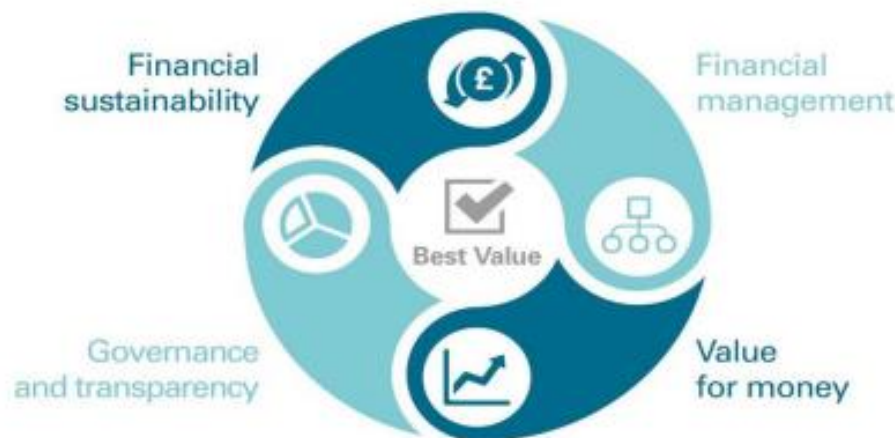 Financial
sustainability
Financial
management
£
Best Value
Governance
and transparency
Value
for money